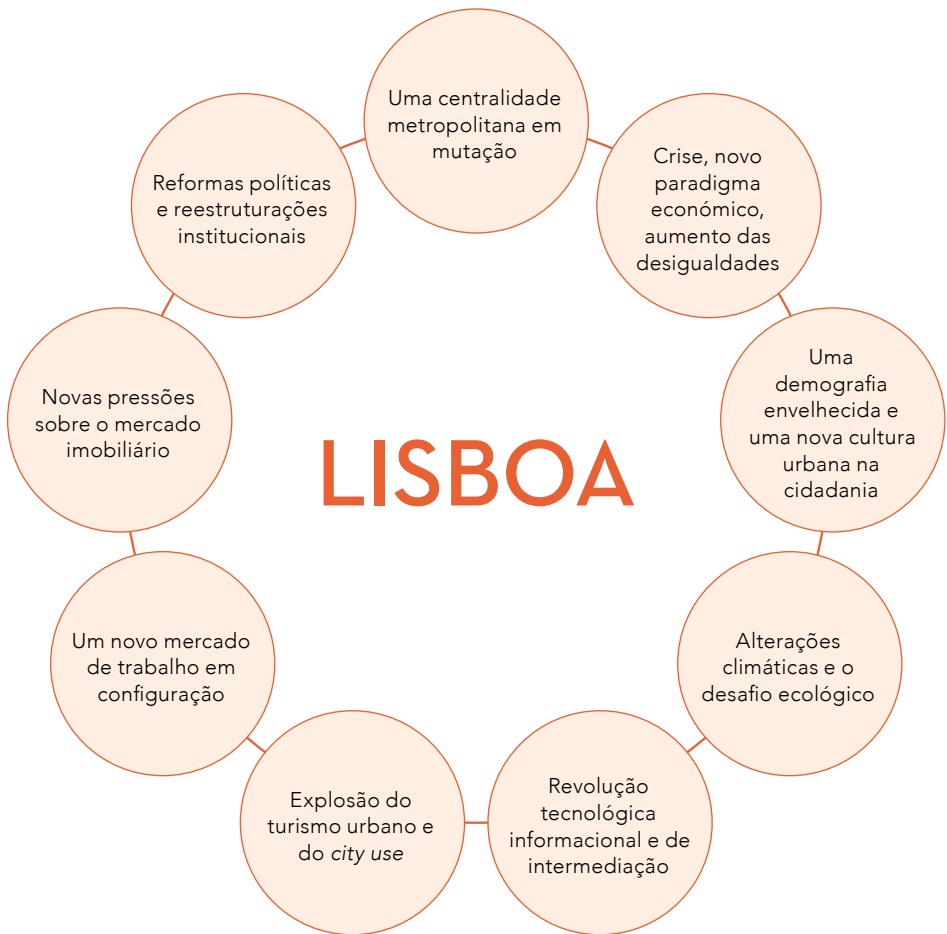 Uma centralidade
metropolitana em
mutação
Crise, novo
paradigma
económico,
aumento das
desigualdades
Uma
demografia
envelhecida e
uma nova cultura
urbana na
cidadania
Alterações
climáticas e o
desafio ecológico
Revolução
tecnológica
informacional e de
intermediação
Explosão do
turismo urbano e
do city use
Um novo mercado
de trabalho em
configuração
Novas pressões
sobre o mercado
imobiliário
Reformas políticas
e reestruturações
institucionais
LISBOA